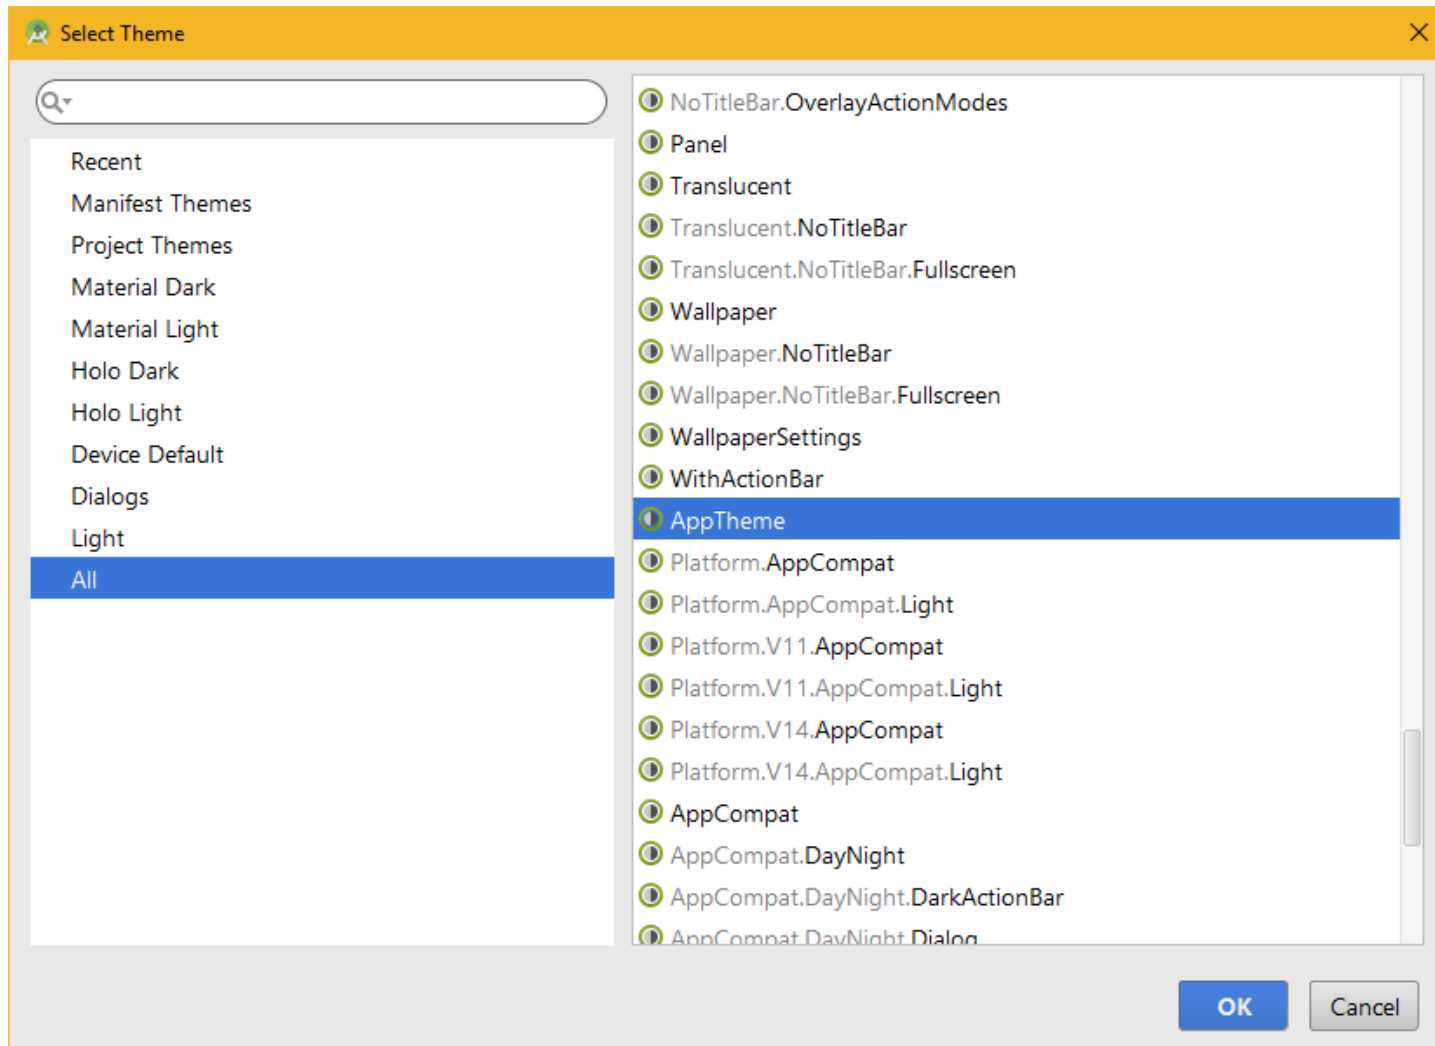 Select Theme
Recent
Manifest Themes
Project Themes
Material Dark
Material Light
Holo Dark
Holo Light
Device Default
Dialogs
Light
All
NoTitleBar.OverlayActionModes
Panel
Translucent
Translucent.NoTitleBar
Translucent.NoTitleBar.Fullscreen
Wallpaper
Wallpaper.NoTitleBar
Wallpaper.NoTitleBar.Fullscreen
WallpaperSettings
WithActionBar
AppTheme
Platform.AppCompat
Platform.AppCompat.Light
Platform.V11.AppCompat
Platform.V11.AppCompat.Light
Platform.V14.AppCompat
Platform.V14.AppCompat.Light
AppCompat
AppCompat.DayNight
AppCompat.DayNight.DarkActionBar
AppCompat.DayNight.Dialog
OK
Cancel